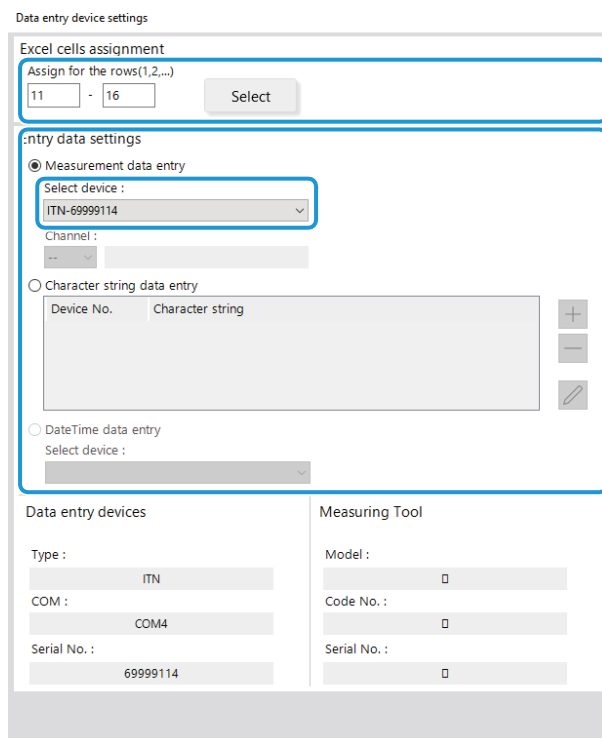 Data entry device settings
Excel cells assignment
Assign for the rows(1,2,...)
11 - 16 Select
Entry data settings
Measurement data entry
Select device :
ITN-69999114
Channel :
--
Character string data entry
Device No. Character string
DateTime data entry
Select device :
Data entry devices Measuring Tool
Type : Model :
ITN
COM : Code No. :
COM4
Serial No. : Serial No. :
69999114